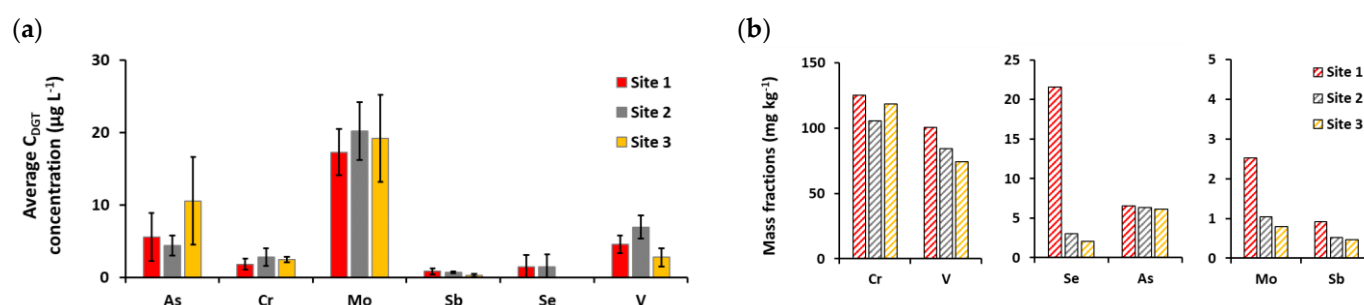 (a)
Average C_DGT
concentration (µg L⁻¹)
30
20
10
0
As Cr Mo Sb Se V
Site 1
Site 2
Site 3
(b)
Mass fractions (mg kg⁻¹)
150
100
50
0
Cr V
25
20
15
10
5
0
Se As
5
4
3
2
1
0
Mo Sb
Site 1
Site 2
Site 3